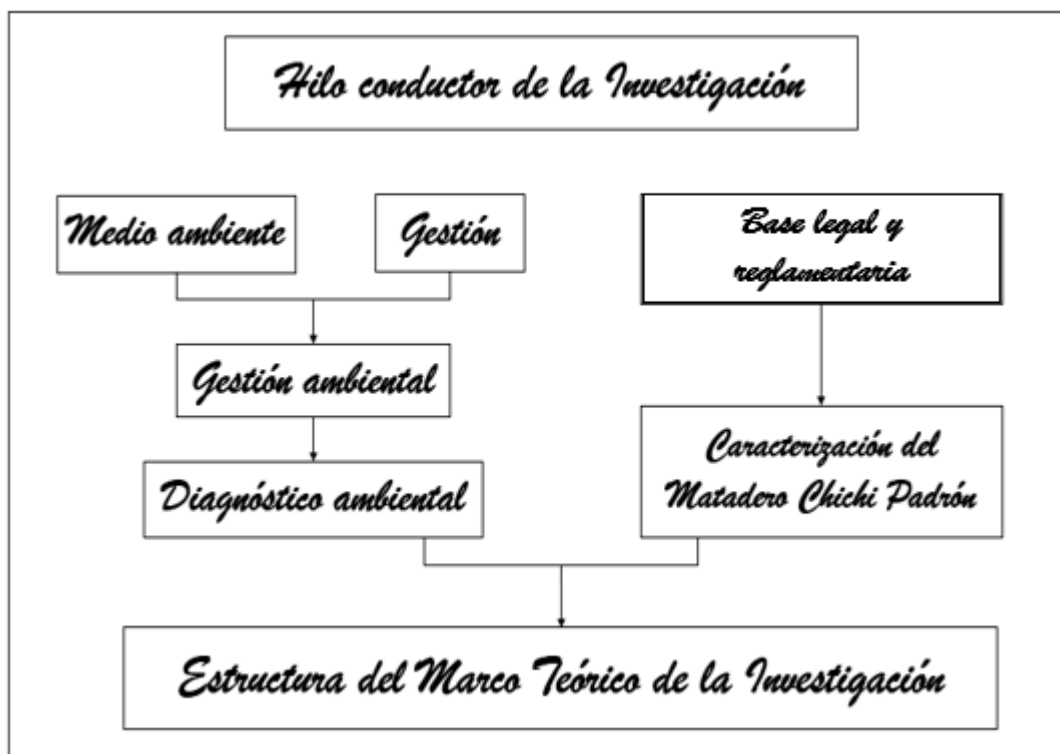 Hilo conductor de la Investigación
Medio ambiente
Gestión
Base legal y
reglamentaria
Gestión ambiental
Caracterización del
Matadero Chichi Padrón
Diagnóstico ambiental
Estructura del Marco Teórico de la Investigación